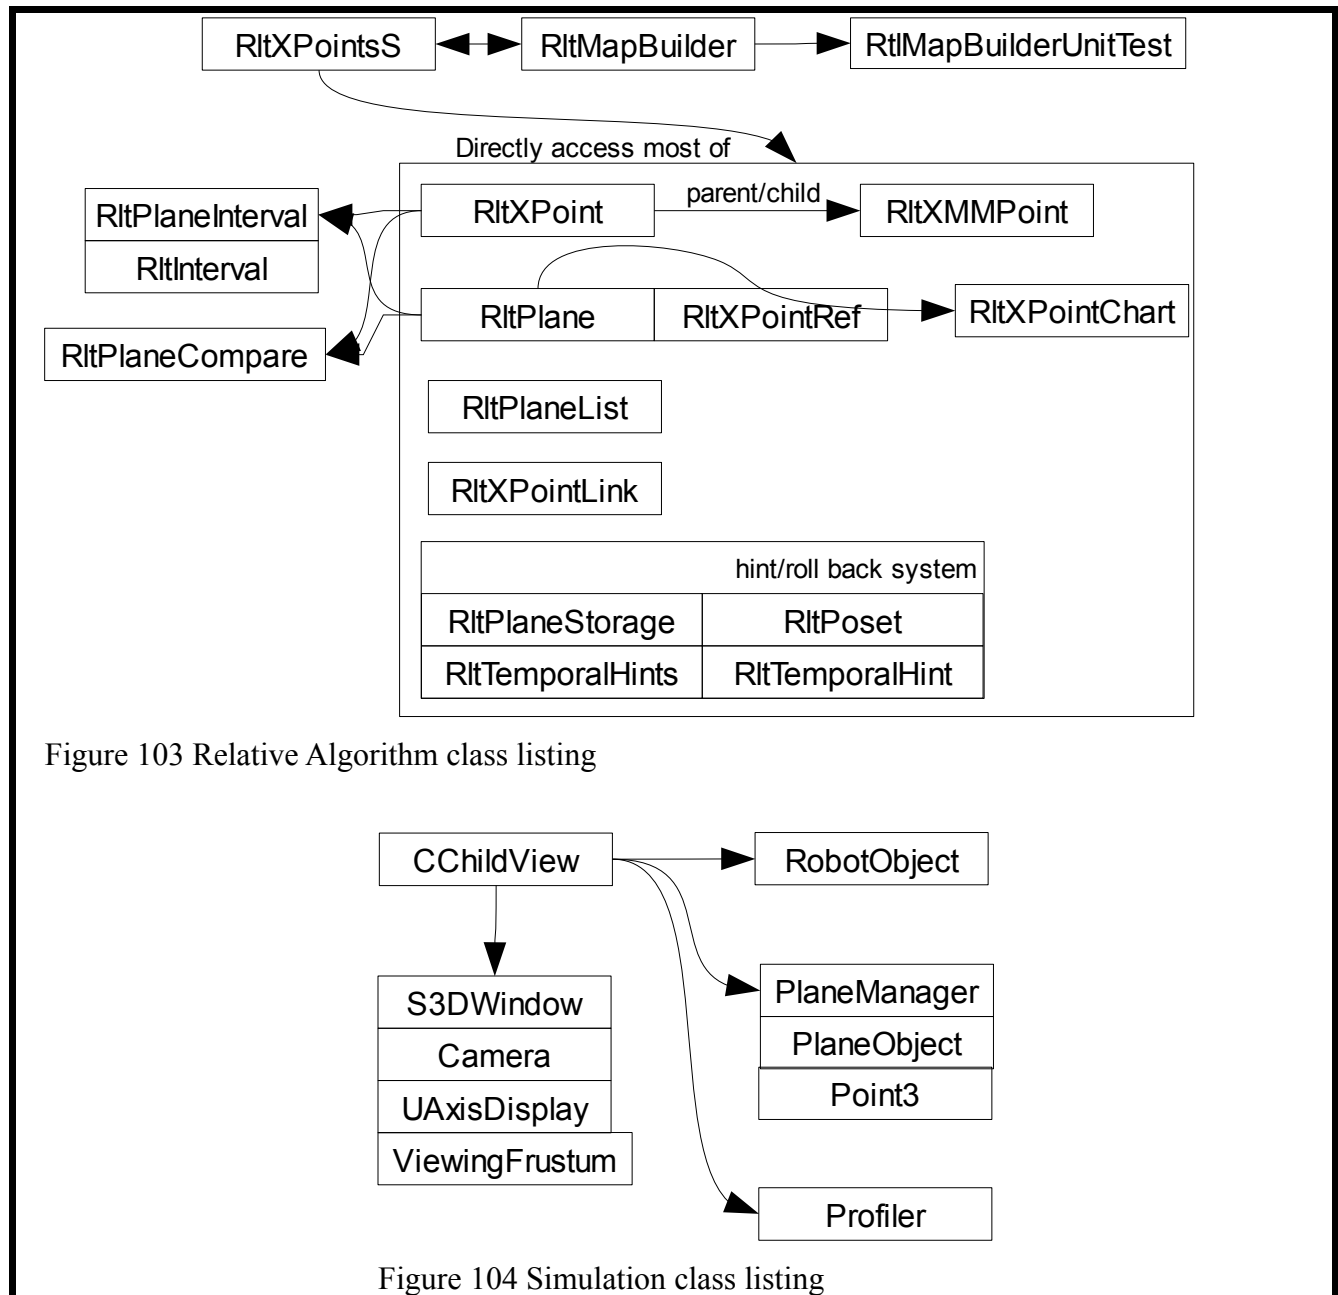 RltXPointsS
RltMapBuilder
RtlMapBuilderUnitTest
Directly access most of
RltPlaneInterval
RltInterval
RltPlaneCompare
RltXPoint
parent/child
RltXMMPoint
RltPlane
RltXPointRef
RltXPointChart
RltPlaneList
RltXPointLink
hint/roll back system
RltPlaneStorage
RltPoset
RltTemporalHints
RltTemporalHint
Figure 103 Relative Algorithm class listing
CChildView
RobotObject
S3DWindow
Camera
UAxisDisplay
ViewingFrustum
PlaneManager
PlaneObject
Point3
Profiler
Figure 104 Simulation class listing